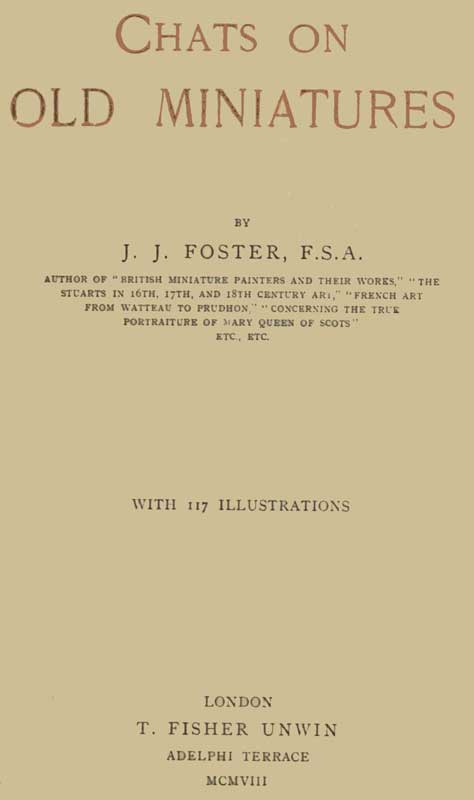 CHATS ON
OLD MINIATURES
BY
J. J. FOSTER, F.S.A.
AUTHOR OF "BRITISH MINIATURE PAINTERS AND THEIR WORKS," "THE
STUARTS IN 16TH, 17TH, AND 18TH CENTURY ART," "FRENCH ART
FROM WATTEAU TO PRUDHON," "CONCERNING THE TRUE
PORTRAITURE OF MARY QUEEN OF SCOTS"
ETC., ETC.
WITH 117 ILLUSTRATIONS
LONDON
T. FISHER UNWIN
ADELPHI TERRACE
MCMVIII